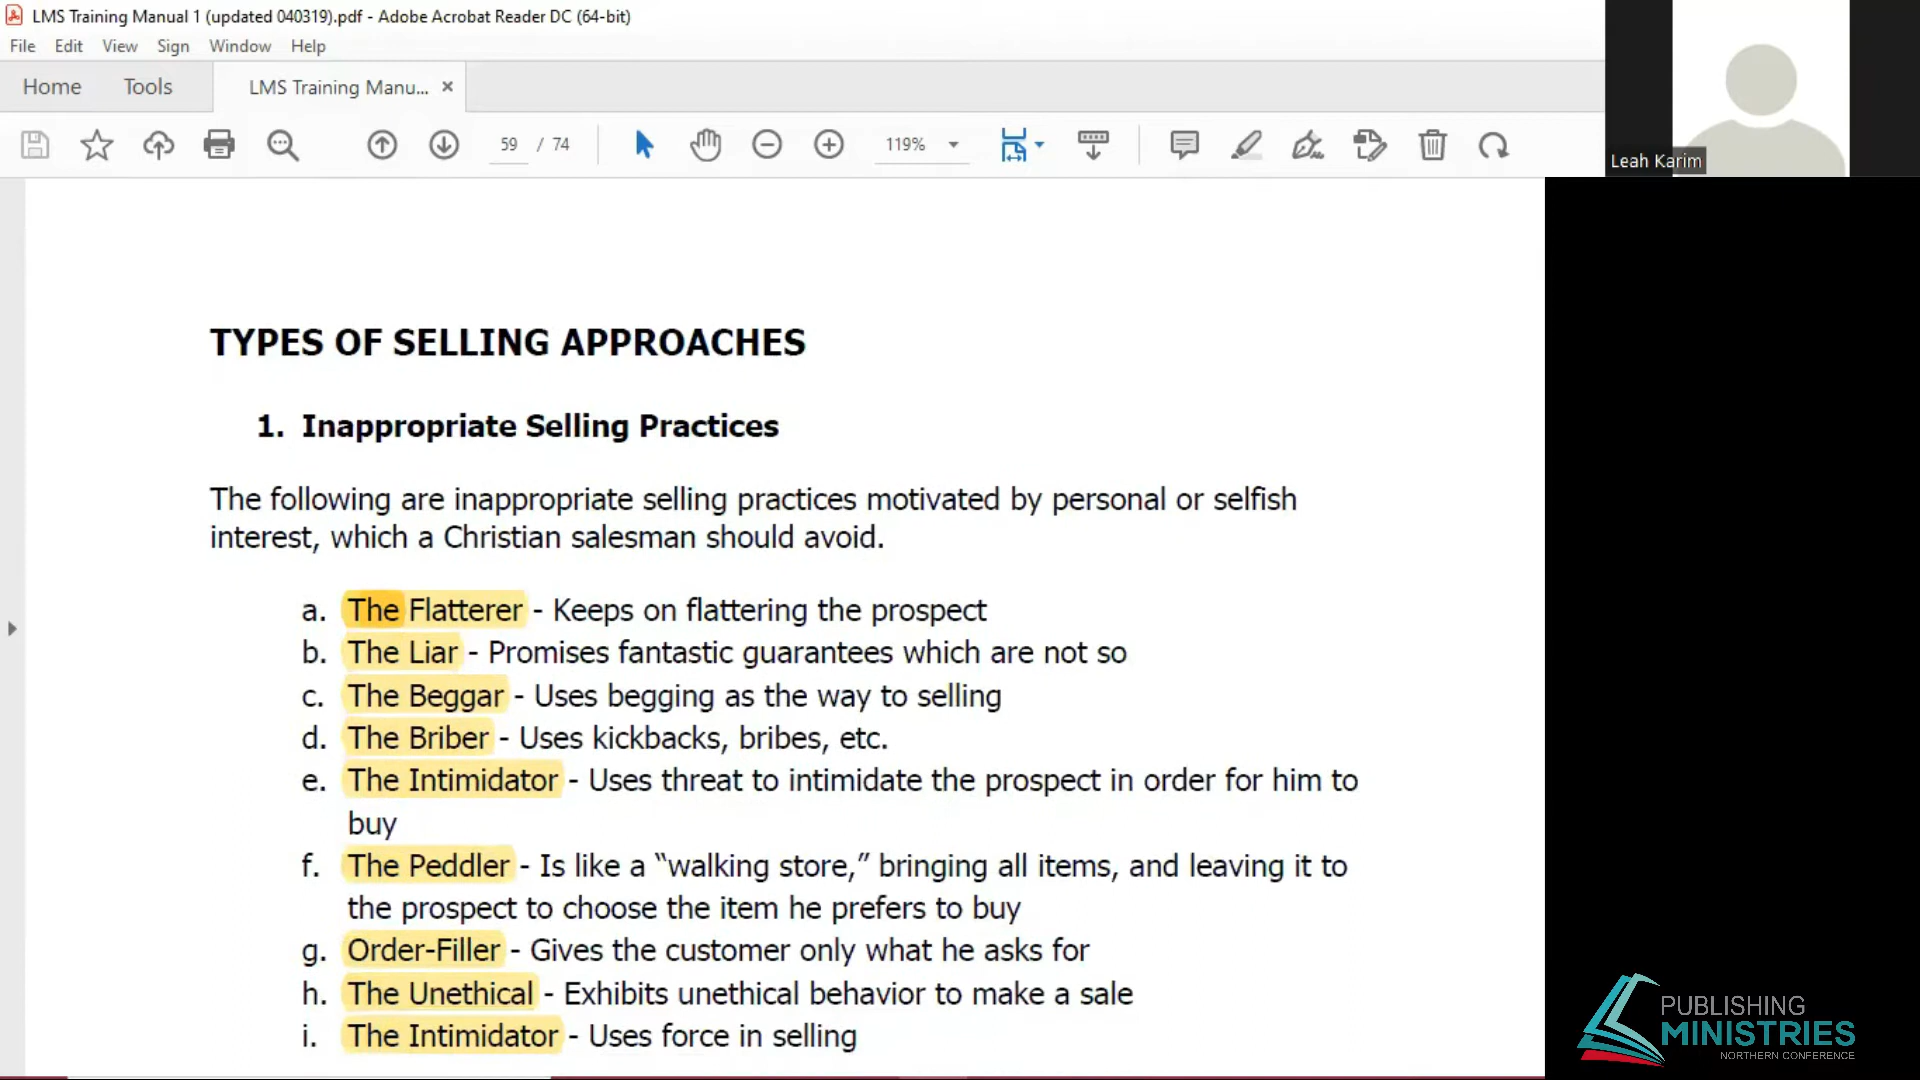 LMS Training Manual 1 (updated 040319).pdf - Adobe Acrobat Reader DC (64-bit)
File Edit View Sign Window Help
Home Tools LMS Training Manu... ×
59 / 74 119%
Leah Karim
TYPES OF SELLING APPROACHES
1. Inappropriate Selling Practices
The following are inappropriate selling practices motivated by personal or selfish
interest, which a Christian salesman should avoid.
a. The Flatterer - Keeps on flattering the prospect
b. The Liar - Promises fantastic guarantees which are not so
c. The Beggar - Uses begging as the way to selling
d. The Briber - Uses kickbacks, bribes, etc.
e. The Intimidator - Uses threat to intimidate the prospect in order for him to
buy
f. The Peddler - Is like a “walking store,” bringing all items, and leaving it to
the prospect to choose the item he prefers to buy
g. Order-Filler - Gives the customer only what he asks for
h. The Unethical - Exhibits unethical behavior to make a sale
i. The Intimidator - Uses force in selling
PUBLISHING
MINISTRIES
NORTHERN CONFERENCE